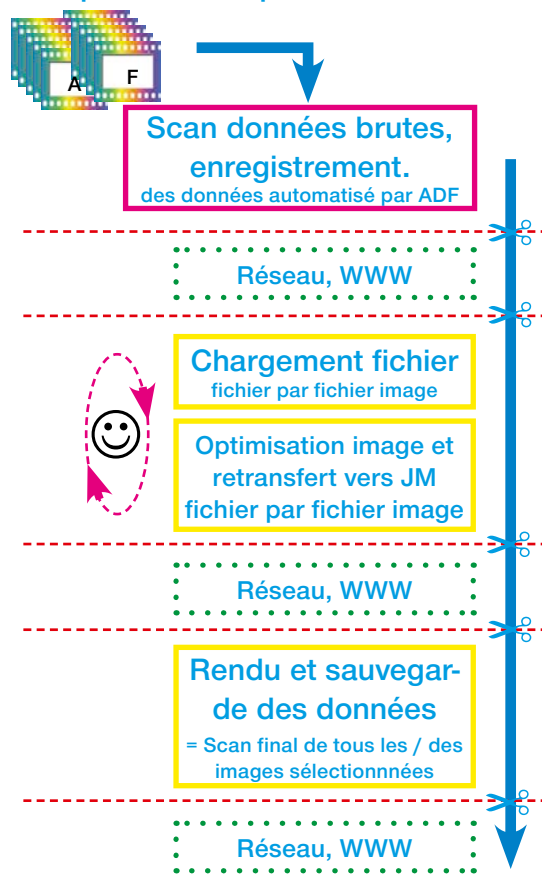 A
F
Scan données brutes,
enregistrement.
des données automatisé par ADF
Réseau, WWW
Chargement fichier
fichier par fichier image
Optimisation image et
retransfert vers JM
fichier par fichier image
Réseau, WWW
Rendu et sauvegar-
de des données
= Scan final de tous les / des
images sélectionnnées
Réseau, WWW